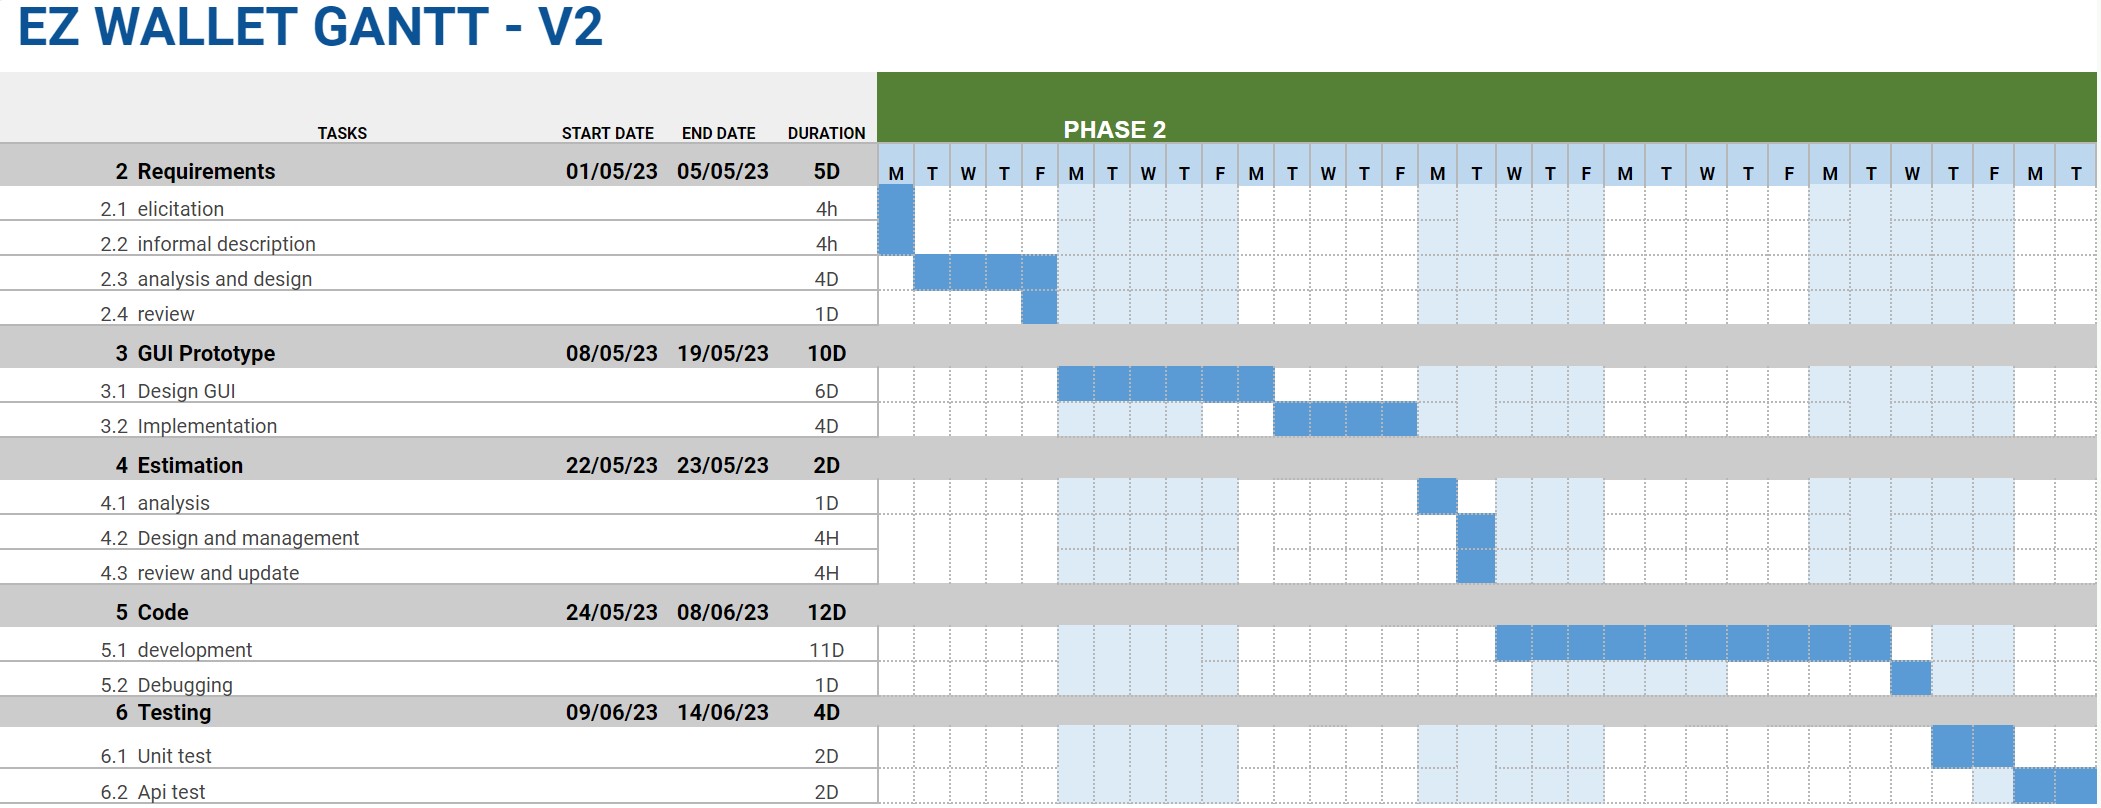 EZ WALLET GANTT - V2
TASKS START DATE END DATE DURATION PHASE 2
2 Requirements 01/05/23 05/05/23 5D M T W T F M T W T F M T W T F M T W T F M T W T F M T W T F M T
2.1 elicitation 4h
2.2 informal description 4h
2.3 analysis and design 4D
2.4 review 1D
3 GUI Prototype 08/05/23 19/05/23 10D
3.1 Design GUI 6D
3.2 Implementation 4D
4 Estimation 22/05/23 23/05/23 2D
4.1 analysis 1D
4.2 Design and management 4H
4.3 review and update 4H
5 Code 24/05/23 08/06/23 12D
5.1 development 11D
5.2 Debugging 1D
6 Testing 09/06/23 14/06/23 4D
6.1 Unit test 2D
6.2 Api test 2D